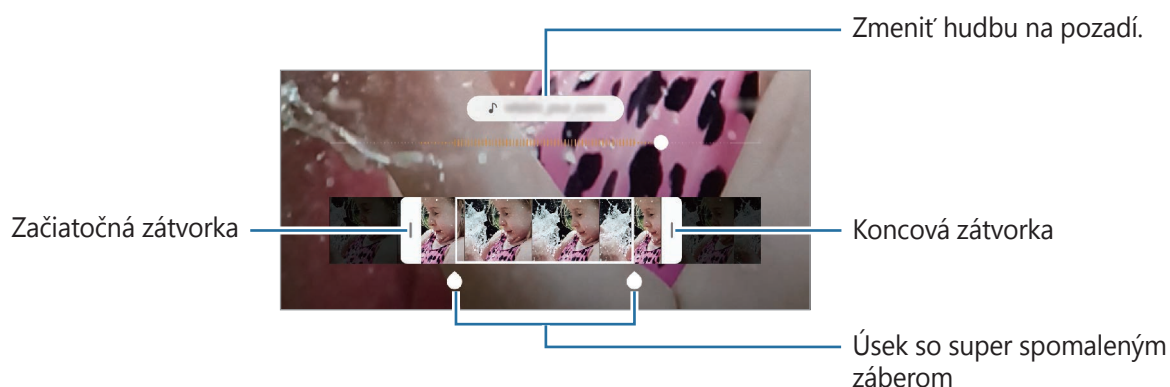 Zmeniť hudbu na pozadí.
Začiatočná zátvorka
Koncová zátvorka
Úsek so super spomaleným
záberom